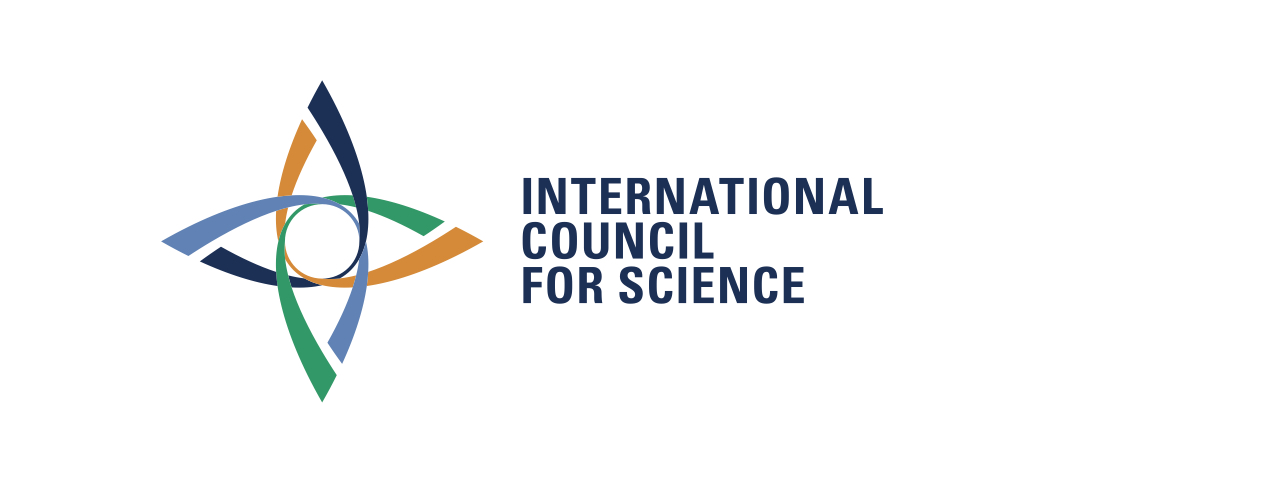 INTERNATIONAL
COUNCIL
FOR SCIENCE